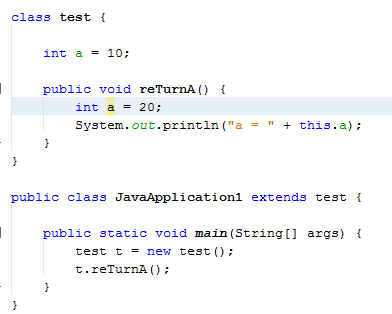 class test {
int a = 10;
public void reTurnA() {
int a = 20;
System.out.println("a = " + this.a);
}
}
public class JavaApplication1 extends test {
public static void main(String[] args) {
test t = new test();
t.reTurnA();
}
}